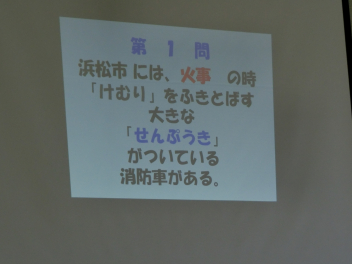 第 1 問
浜松市 には、火事 の時
「けむり」をふきとばす
大きな
「せんぷうき」
がついている
消防車がある。